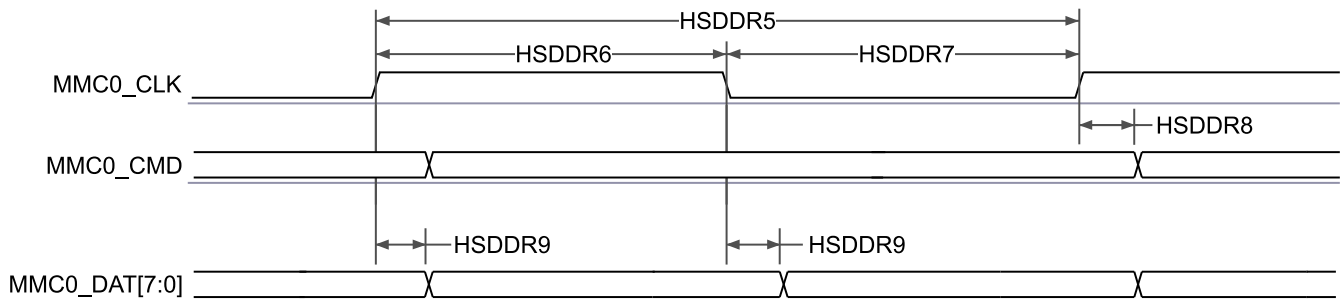 HSDDR5
HSDDR6 HSDDR7
MMC0_CLK
HSDDR8
MMC0_CMD
HSDDR9 HSDDR9
MMC0_DAT[7:0]